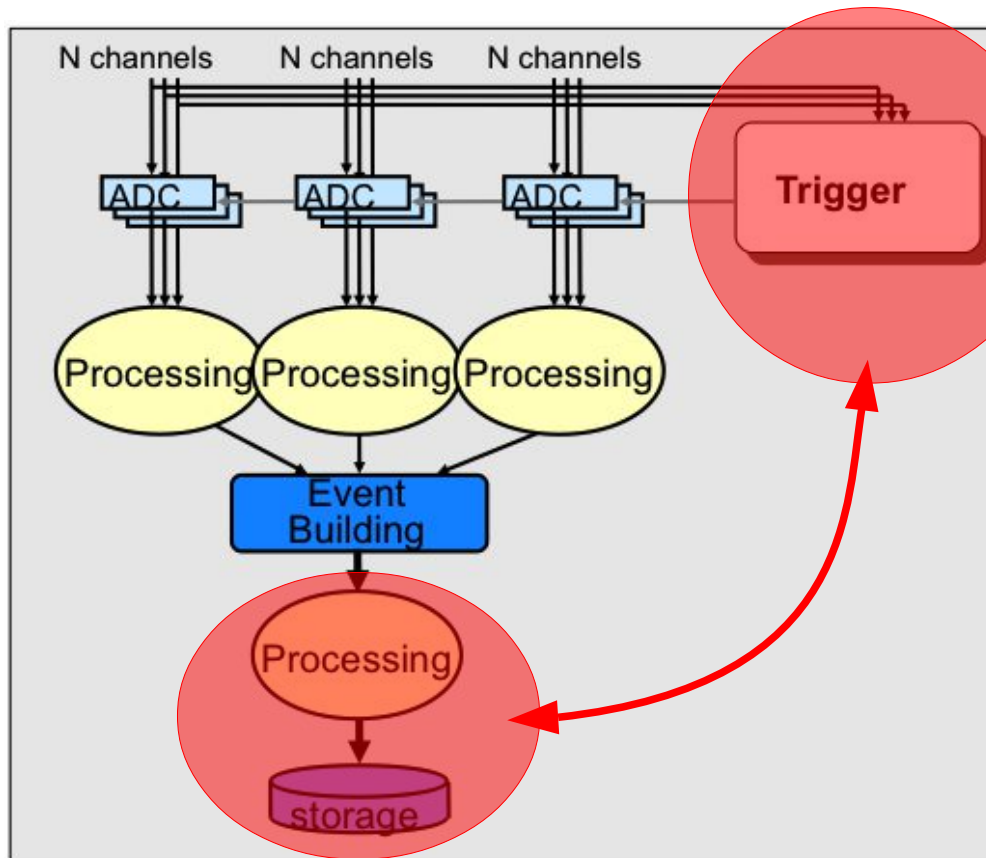 N channels N channels N channels
Trigger
ADC ADC ADC
Processing Processing Processing
Event
Building
Processing
storage